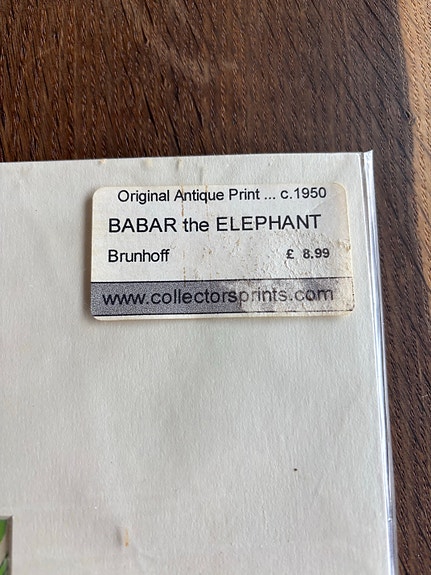 Original Antique Print ... c.1950
BABAR the ELEPHANT
Brunhoff £ 8.99
www.collectorsprints.com